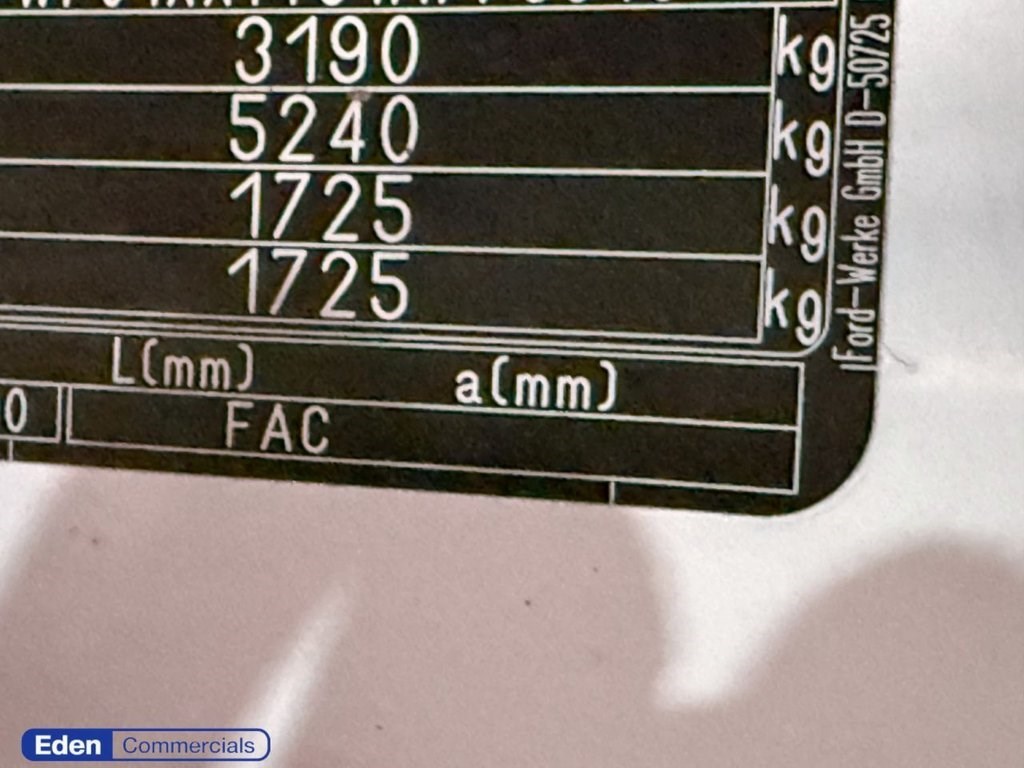 3190 kg
5240 kg
1725 kg
1725 kg
L(mm) a(mm)
0 FAC
Ford-Werke GmbH D-50725
Eden Commercials